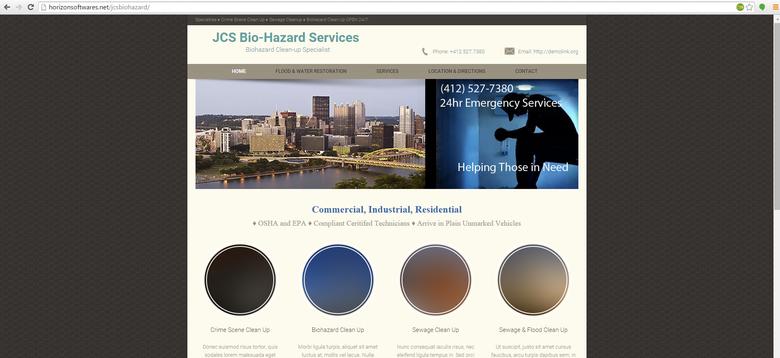 horizonsoftwares.net/jcsbiohazard/
Specialties ♦ Crime Scene Clean Up ♦ Sewage Cleanup ♦ Biohazard Clean Up OPEN 24/7
JCS Bio-Hazard Services
Biohazard Clean-up Specialist
Phone: +412.527.7380
Email: http://demolink.org
HOME FLOOD & WATER RESTORATION SERVICES LOCATION & DIRECTIONS CONTACT
(412) 527-7380
24hr Emergency Services
Helping Those in Need
Commercial, Industrial, Residential
♦ OSHA and EPA ♦ Compliant Ceritifed Technicians ♦ Arrive in Plain Unmarked Vehicles
Crime Scene Clean Up
Biohazard Clean Up
Sewage Clean Up
Sewage & Flood Clean Up
Donec euismod risus tortor, quis
sodales lorem malesuada eget
Morbi ligula turpis, aliquet sit amet
luctus at, mollis vel lacus. Nulla
Nunc consequat iaculis risus, nec
eleifend ligula tempus in. Sed orci
Ut suscipit, justo sit amet cursus
faucibus, arcu turpis dapibus sem, in